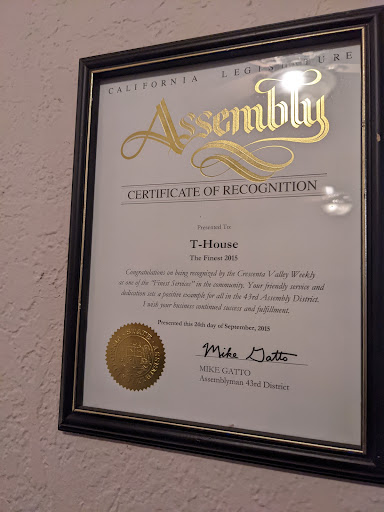 CALIFORNIA LEGISLATURE
Assembly
CERTIFICATE OF RECOGNITION
Presented To:
T-House
The Finest 2015
Congratulations on being recognized by the Crescenta Valley Weekly
as one of the "Finest Services" in the community. Your friendly service and
dedication sets a positive example for all in the 43rd Assembly District.
I wish your business continued success and fulfillment.
Presented this 24th day of September, 2015
Mike Gatto
MIKE GATTO
Assemblyman 43rd District